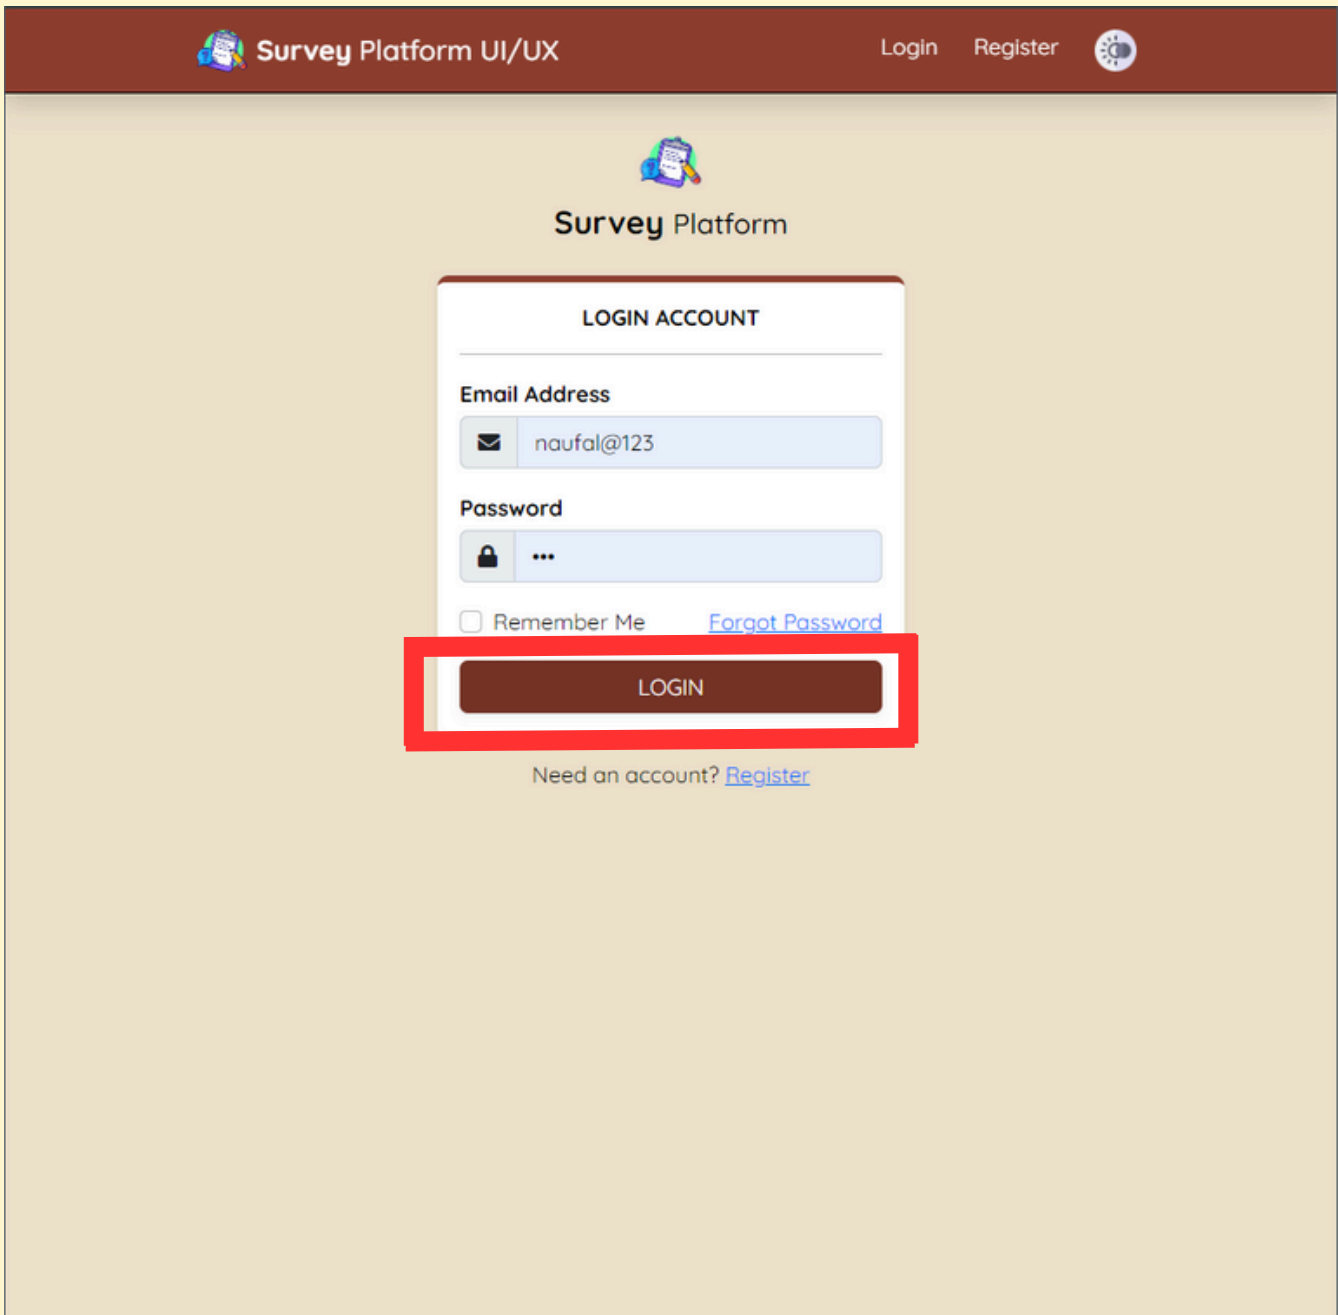 Survey Platform UI/UX Login Register
Survey Platform
LOGIN ACCOUNT
Email Address
naufal@123
Password
•••
Remember Me Forgot Password
LOGIN
Need an account? Register